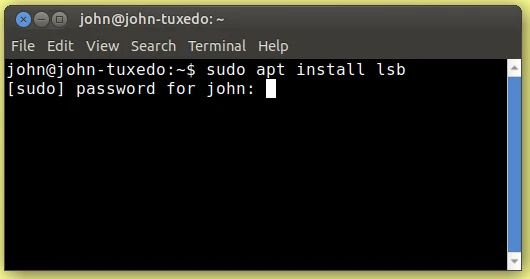 john@john-tuxedo: ~
File Edit View Search Terminal Help
john@john-tuxedo:~$ sudo apt install lsb
[sudo] password for john: